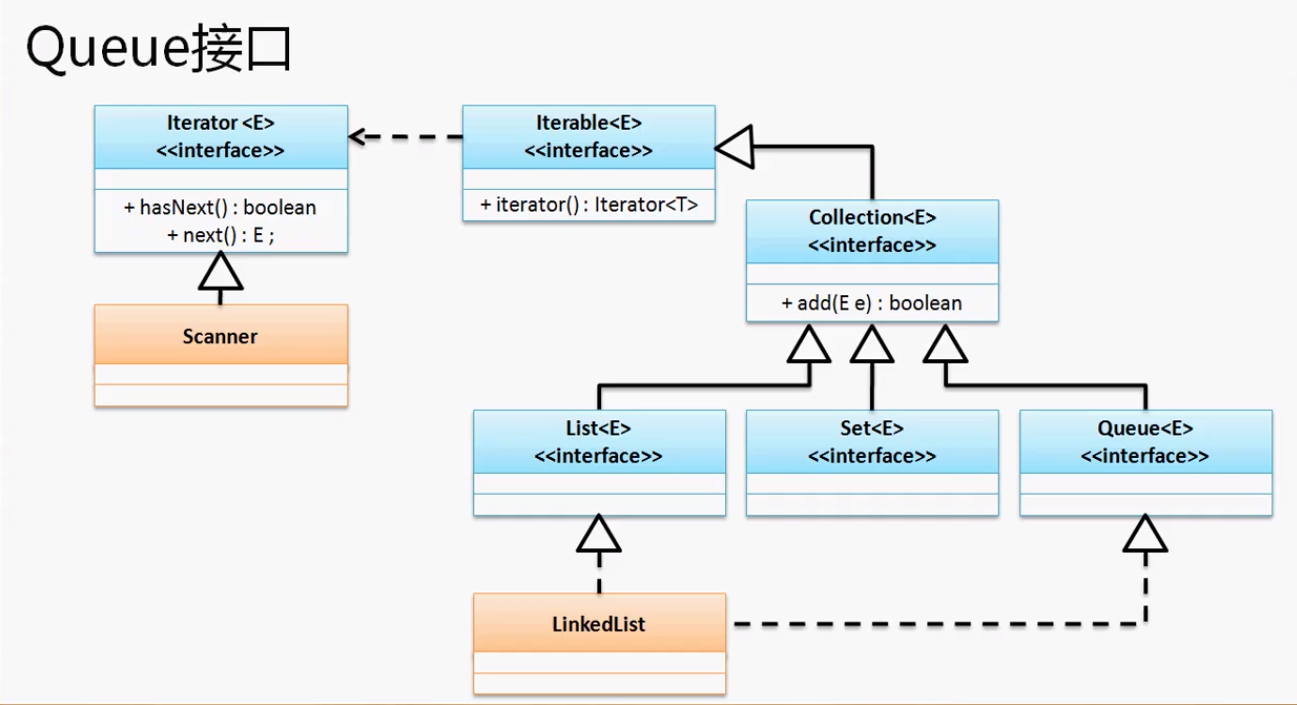 Queue接口
Iterator <E>
<<interface>>
+ hasNext() : boolean
+ next() : E ;
Iterable<E>
<<interface>>
+ iterator() : Iterator<T>
Collection<E>
<<interface>>
+ add(E e) : boolean
Scanner
List<E>
<<interface>>
Set<E>
<<interface>>
Queue<E>
<<interface>>
LinkedList